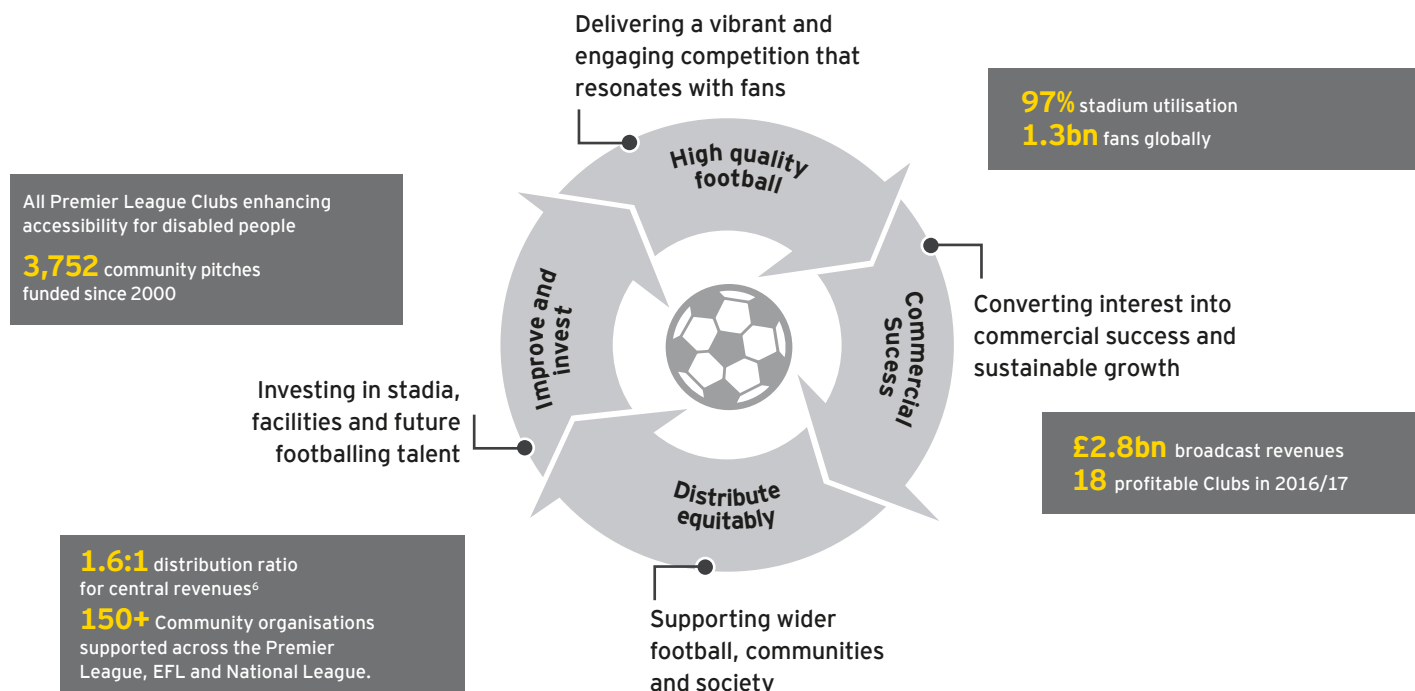 Delivering a vibrant and
engaging competition that
resonates with fans
97% stadium utilisation
1.3bn fans globally
High quality
football
All Premier League Clubs enhancing
accessibility for disabled people
3,752 community pitches
funded since 2000
Improve and
invest
Commercial
Sucess
Converting interest into
commercial success and
sustainable growth
Investing in stadia,
facilities and future
footballing talent
£2.8bn broadcast revenues
18 profitable Clubs in 2016/17
Distribute
equitably
1.6:1 distribution ratio
for central revenues⁶
150+ Community organisations
supported across the Premier
League, EFL and National League.
Supporting wider
football, communities
and society